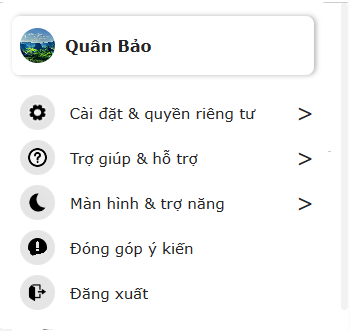 Quân Bảo
Cài đặt & quyền riêng tư >
Trợ giúp & hỗ trợ >
Màn hình & trợ năng >
Đóng góp ý kiến
Đăng xuất